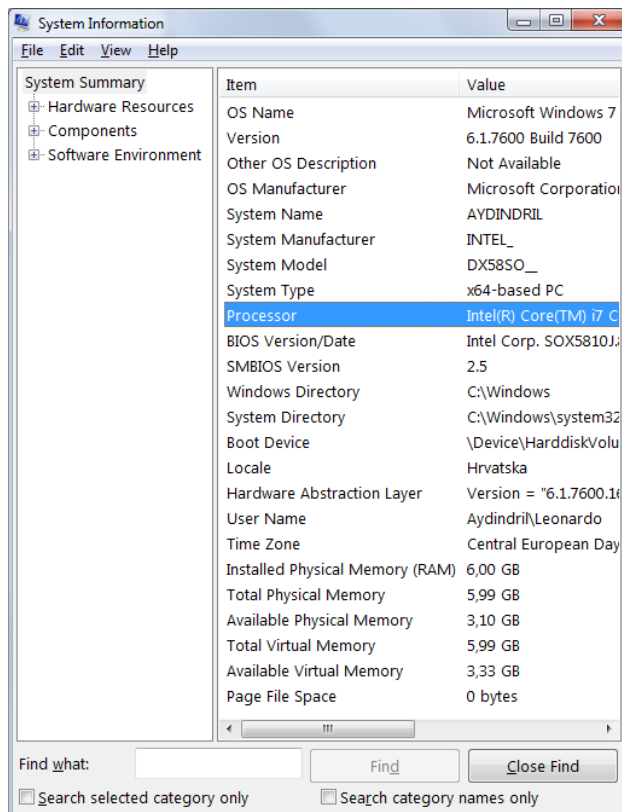 System Information
File Edit View Help
System Summary
Hardware Resources
Components
Software Environment
Item Value
OS Name Microsoft Windows 7
Version 6.1.7600 Build 7600
Other OS Description Not Available
OS Manufacturer Microsoft Corporation
System Name AYDINDRIL
System Manufacturer INTEL_
System Model DX58SO__
System Type x64-based PC
Processor Intel(R) Core(TM) i7 C
BIOS Version/Date Intel Corp. SOX5810J.
SMBIOS Version 2.5
Windows Directory C:\Windows
System Directory C:\Windows\system32
Boot Device \Device\HarddiskVolu
Locale Hrvatska
Hardware Abstraction Layer Version = "6.1.7600.16
User Name Aydindril\Leonardo
Time Zone Central European Day
Installed Physical Memory (RAM) 6,00 GB
Total Physical Memory 5,99 GB
Available Physical Memory 3,10 GB
Total Virtual Memory 5,99 GB
Available Virtual Memory 3,33 GB
Page File Space 0 bytes
Find what: Find Close Find
Search selected category only Search category names only